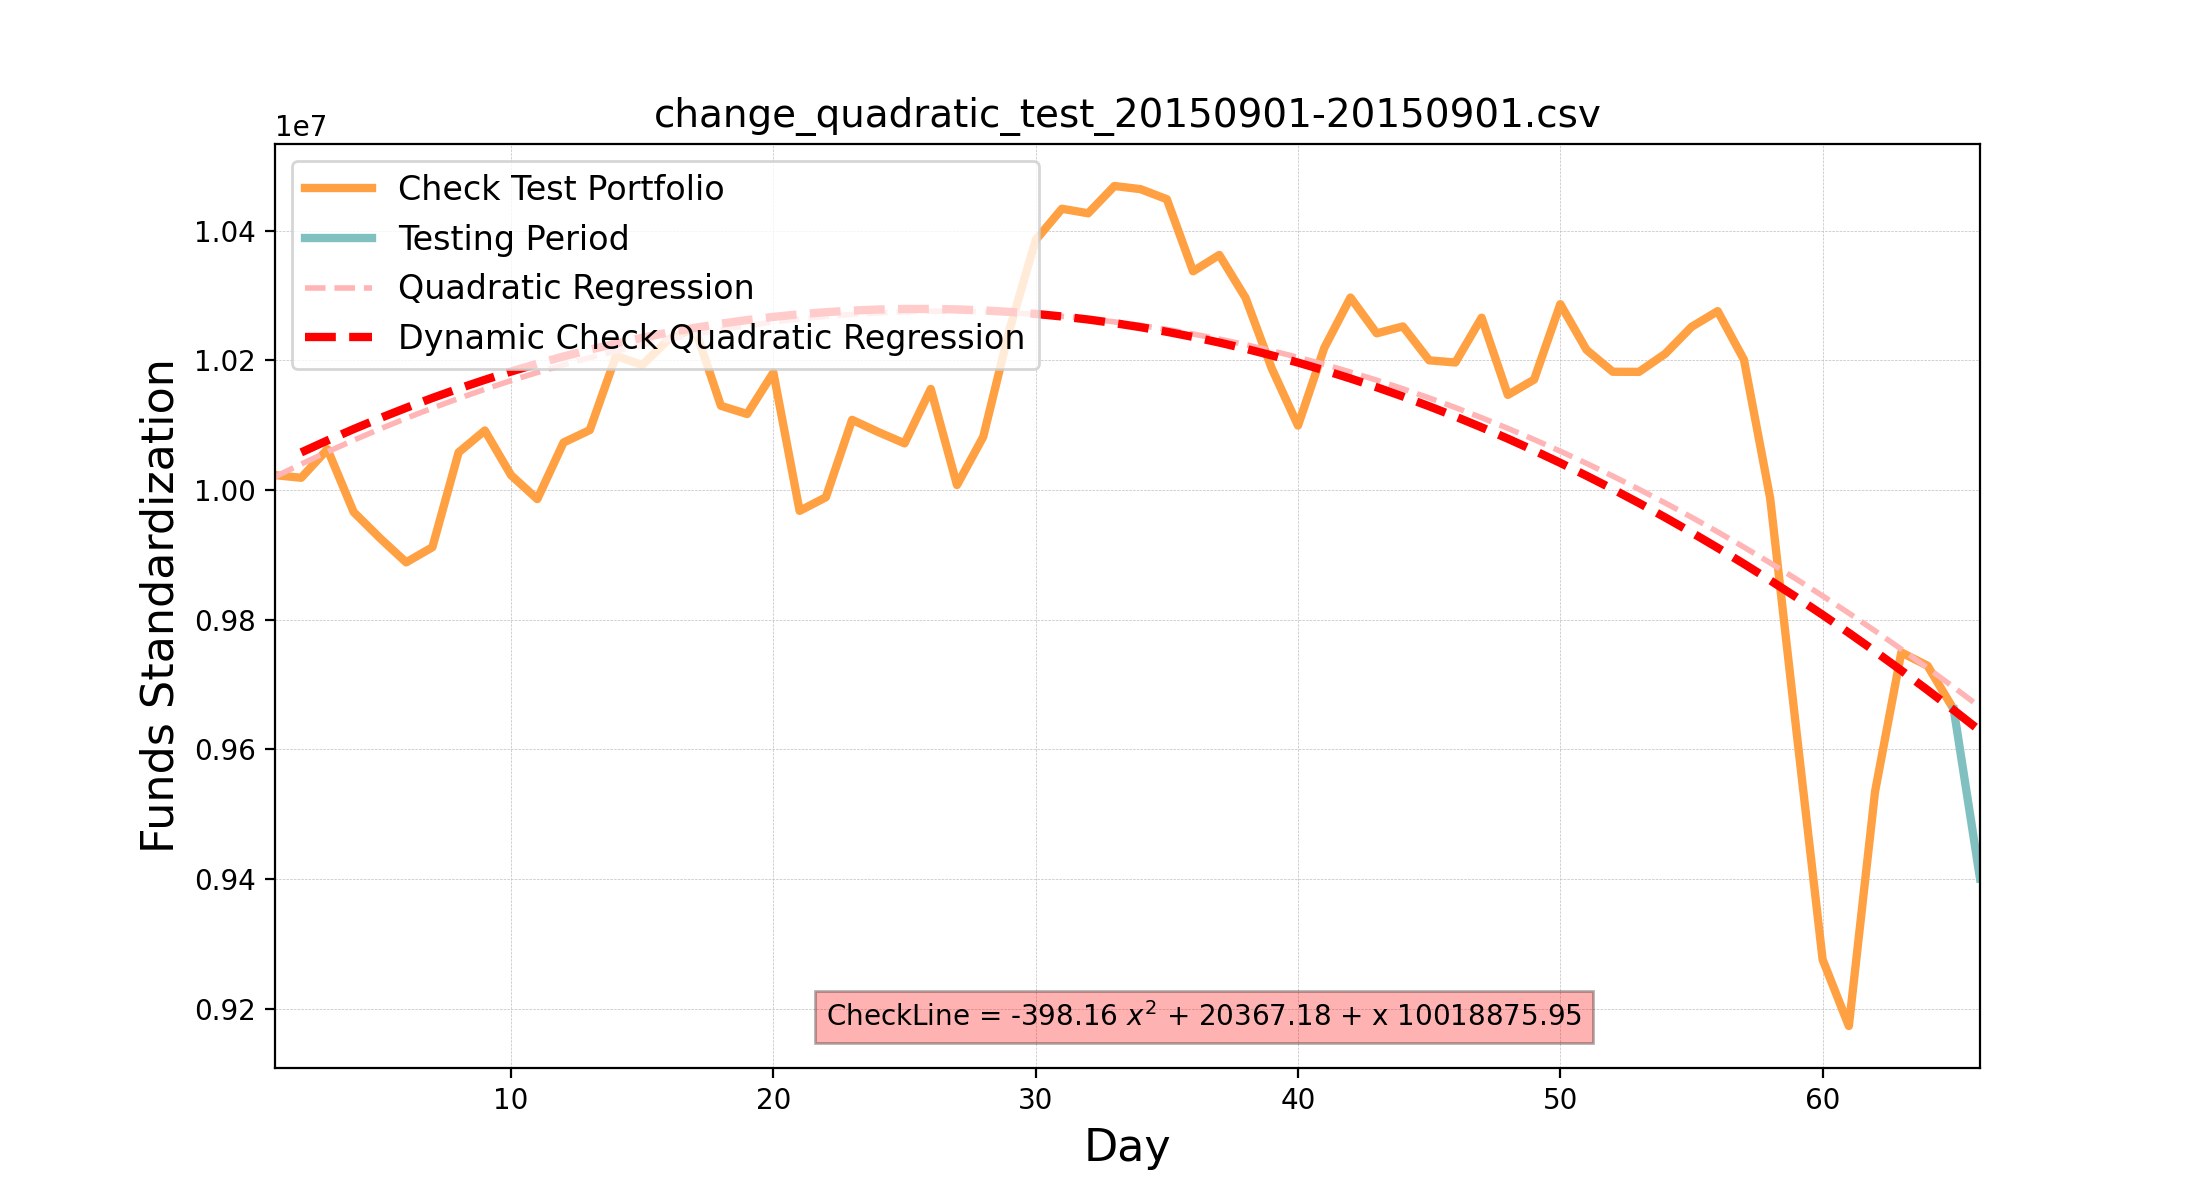 change_quadratic_test_20150901-20150901.csv
1e7
Check Test Portfolio
Testing Period
Quadratic Regression
Dynamic Check Quadratic Regression
1.04
1.02
1.00
0.98
0.96
0.94
0.92
Funds Standardization
CheckLine = -398.16 x² + 20367.18 + x 10018875.95
10 20 30 40 50 60
Day